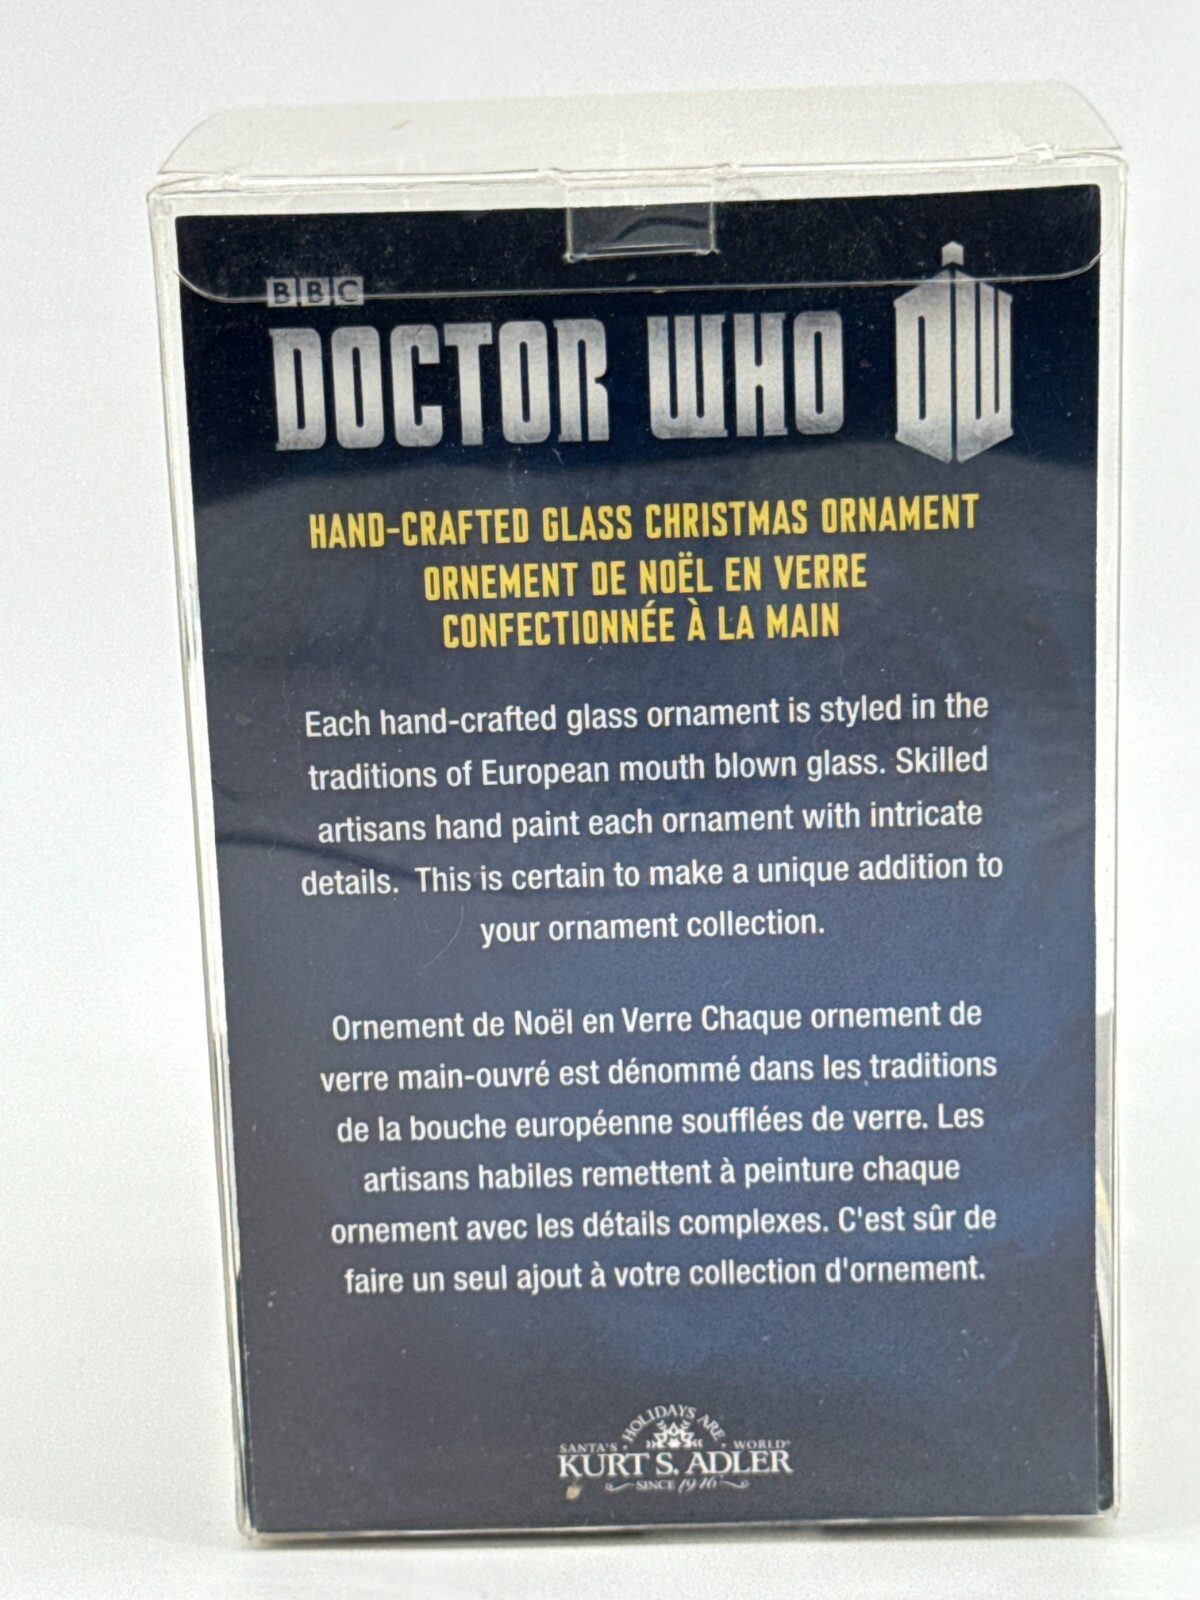 BBC
DOCTOR WHO DW
HAND-CRAFTED GLASS CHRISTMAS ORNAMENT
ORNEMENT DE NOËL EN VERRE
CONFECTIONNÉE À LA MAIN
Each hand-crafted glass ornament is styled in the
traditions of European mouth blown glass. Skilled
artisans hand paint each ornament with intricate
details. This is certain to make a unique addition to
your ornament collection.
Ornement de Noël en Verre Chaque ornement de
verre main-ouvré est dénommé dans les traditions
de la bouche européenne soufflées de verre. Les
artisans habiles remettent à peinture chaque
ornement avec les détails complexes. C'est sûr de
faire un seul ajout à votre collection d'ornement.
HOLIDAYS ARE
SANTA'S WORLD
KURT S. ADLER
SINCE 1946